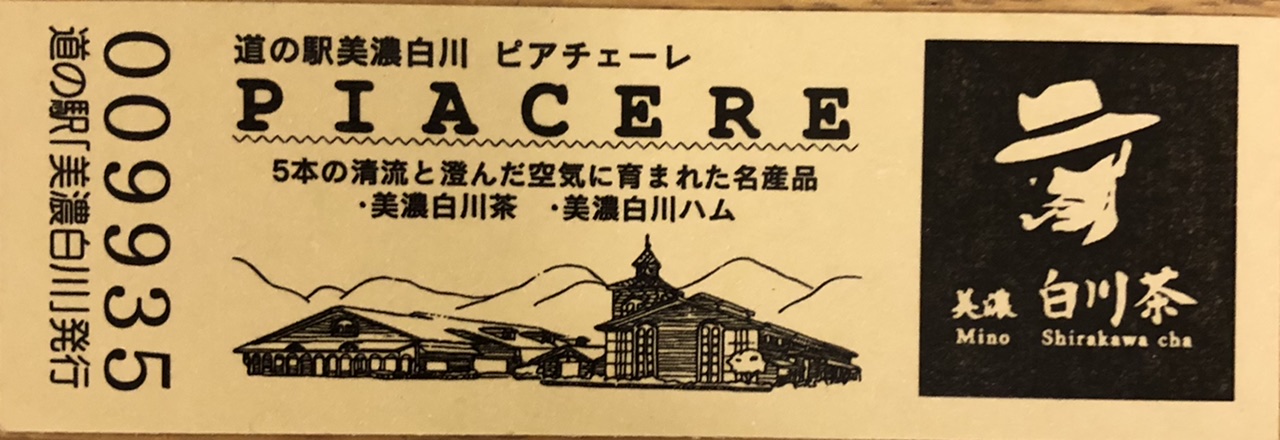 道の駅「美濃白川」発行
009935
道の駅美濃白川 ピアチェーレ
PIACERE
5本の清流と澄んだ空気に育まれた名産品
・美濃白川茶 ・美濃白川ハム
美濃 白川茶
Mino Shirakawa cha